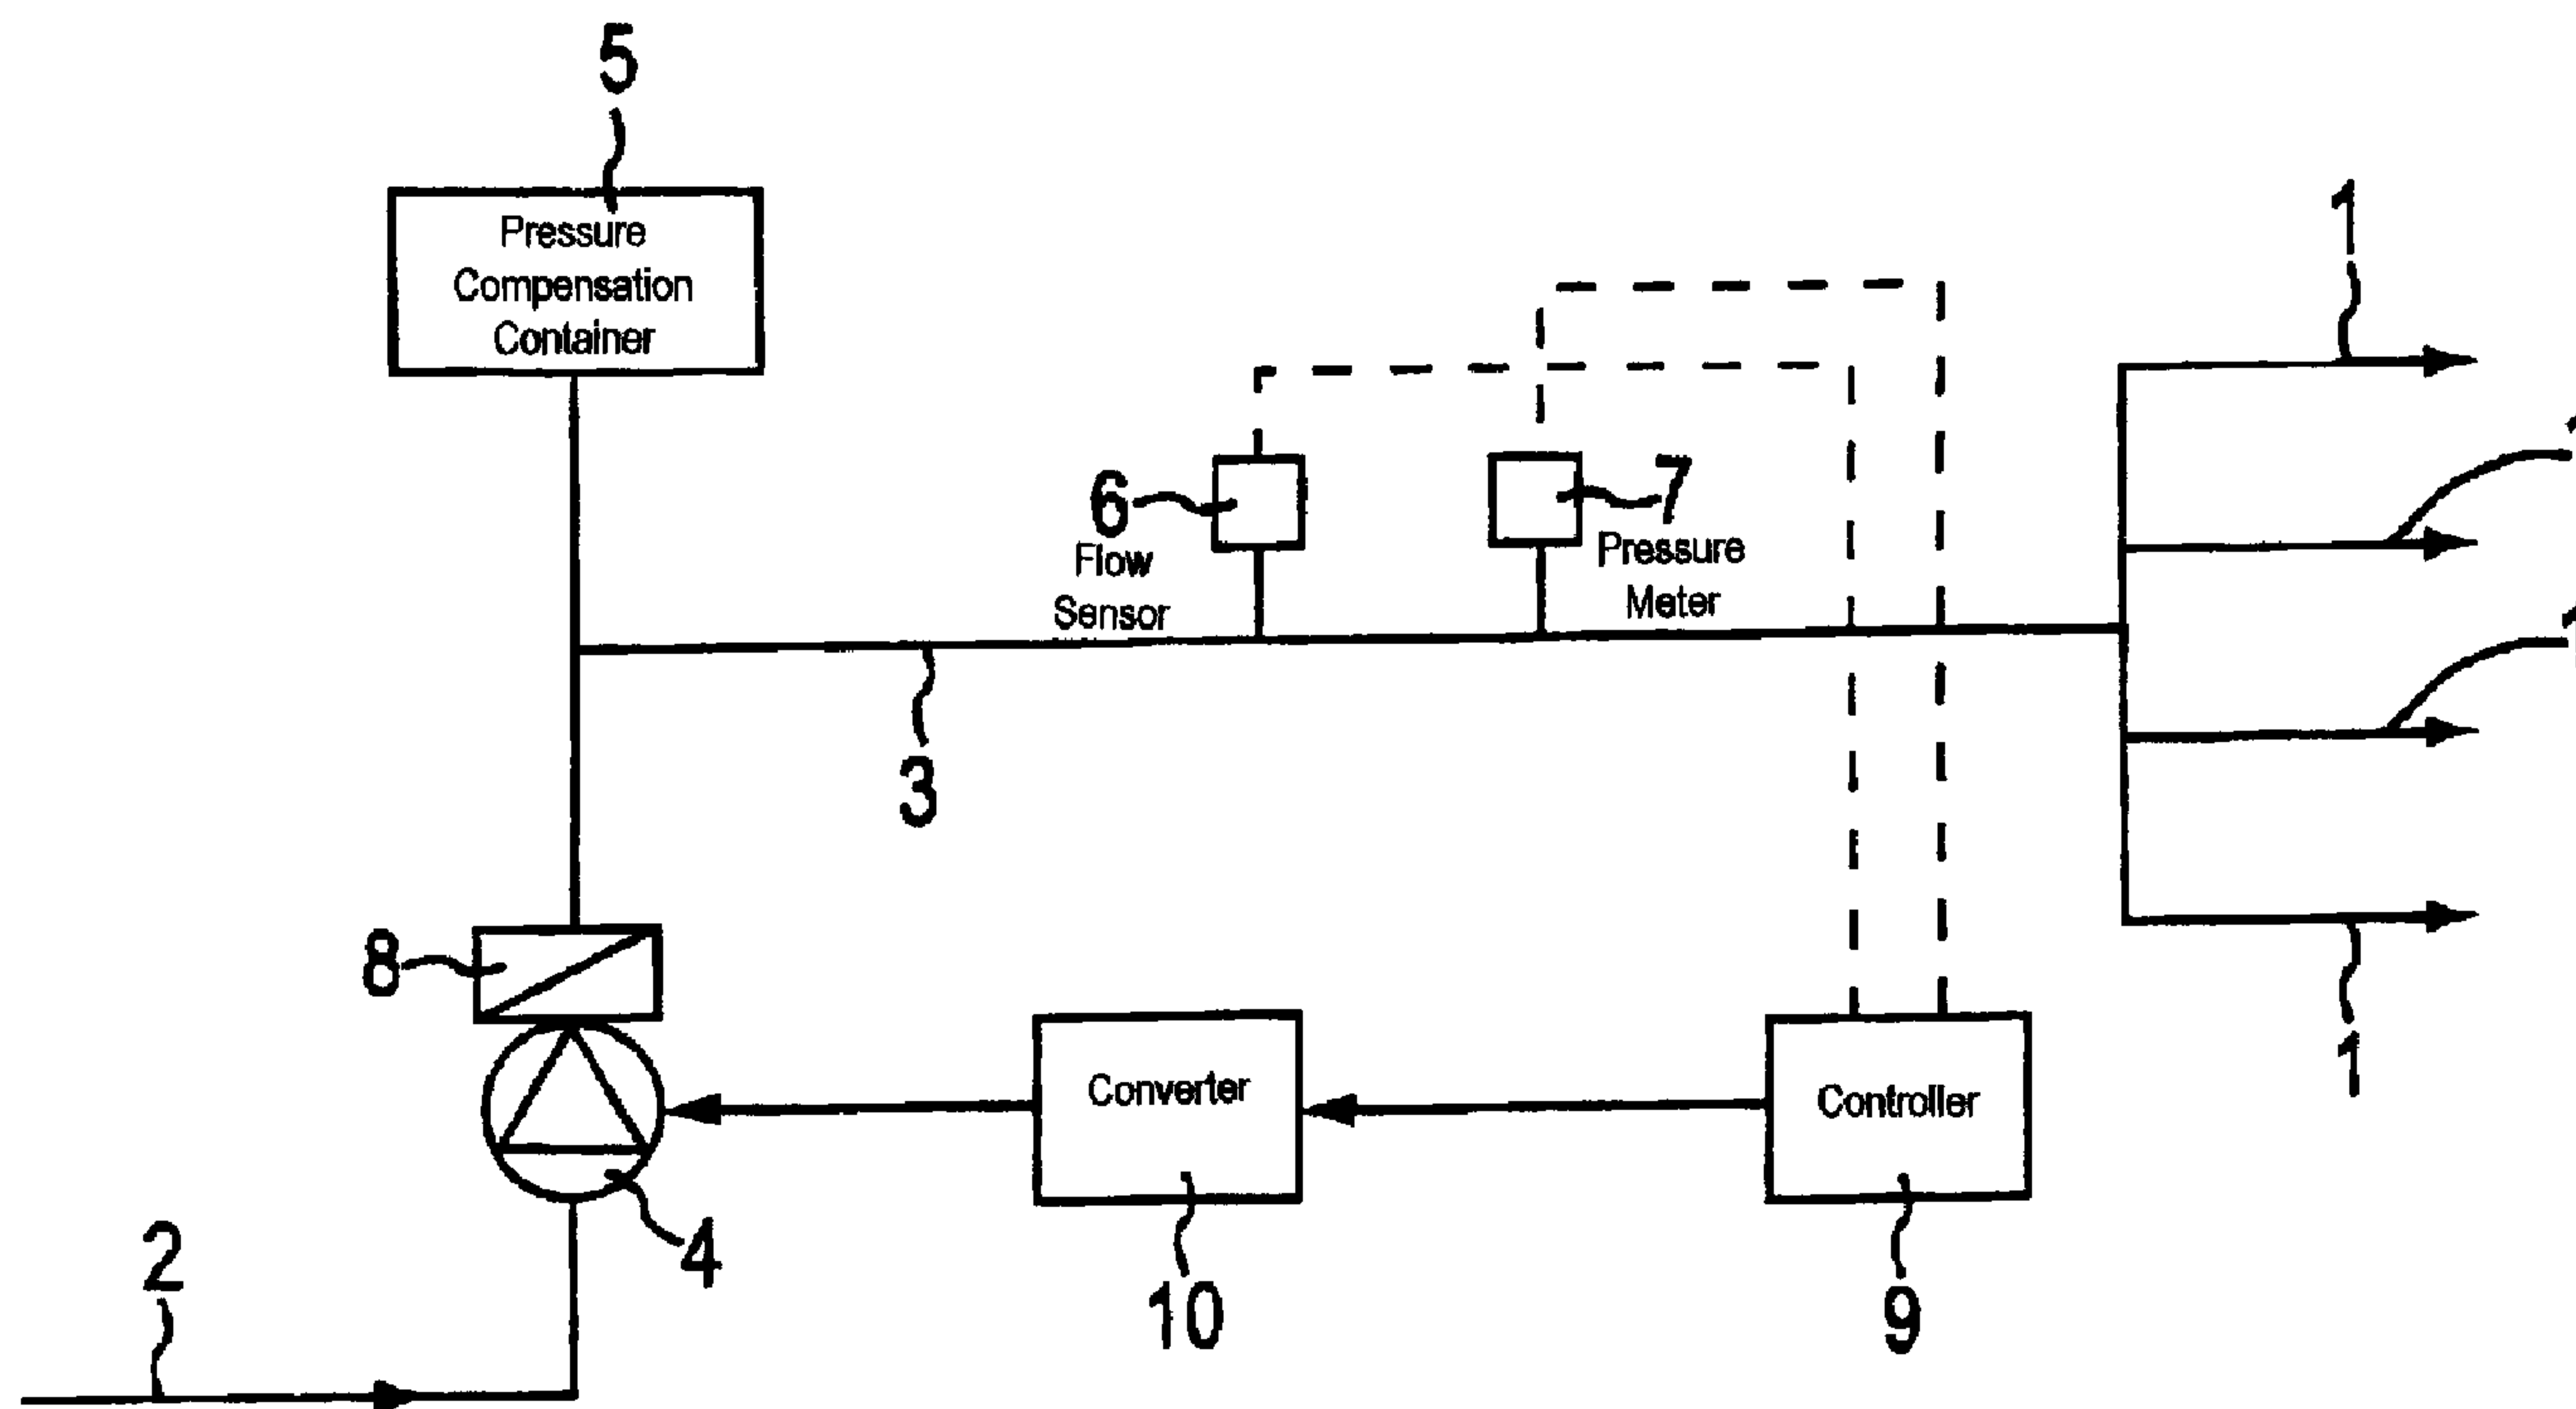 5
Pressure
Compensation
Container
1
6
7
Flow
Sensor
Pressure
Meter
3
8
Converter
Controller
1
2
4
10
9